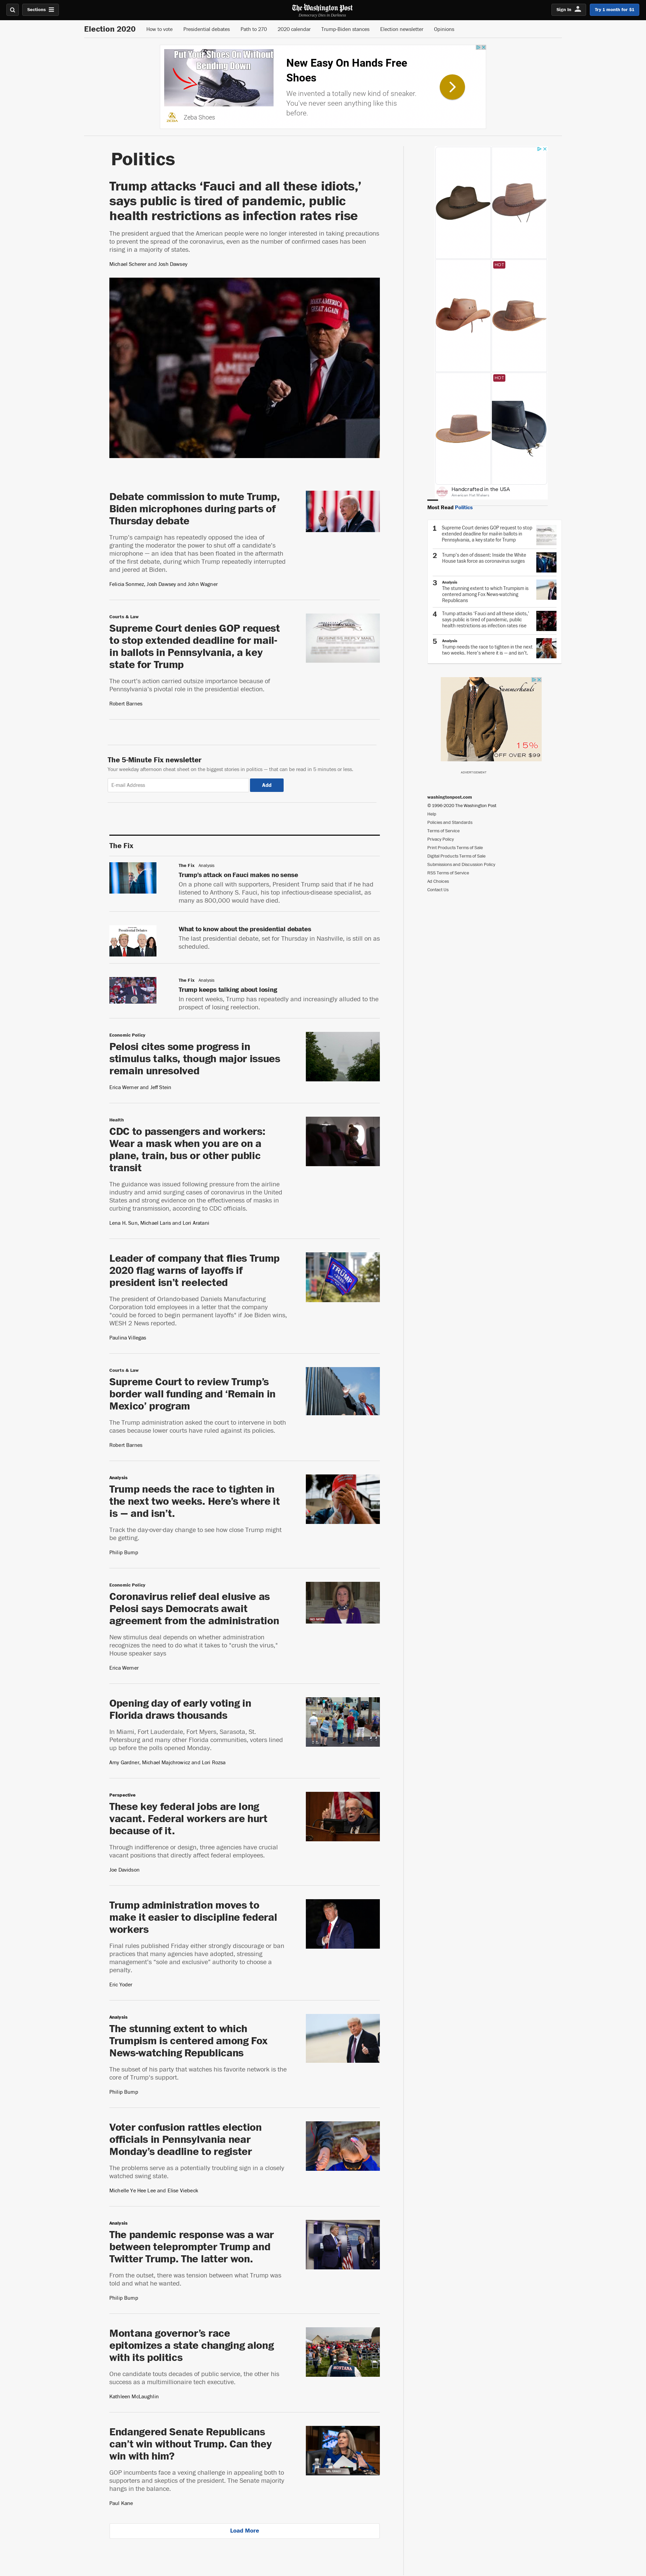 Sections
The Washington Post
Democracy Dies in Darkness
Sign In
Try 1 month for $1
Election 2020
How to vote
Presidential debates
Path to 270
2020 calendar
Trump-Biden stances
Election newsletter
Opinions
Put Your Shoes On Without
Bending Down
Zeba Shoes
New Easy On Hands Free
Shoes
We invented a totally new kind of sneaker.
You've never seen anything like this
before.
Politics
Trump attacks ‘Fauci and all these idiots,’
says public is tired of pandemic, public
health restrictions as infection rates rise
The president argued that the American people were no longer interested in taking precautions
to prevent the spread of the coronavirus, even as the number of confirmed cases has been
rising in a majority of states.
Michael Scherer and Josh Dawsey
MAKE AMERICA
GREAT AGAIN
Debate commission to mute Trump,
Biden microphones during parts of
Thursday debate
Trump's campaign has repeatedly opposed the idea of
granting the moderator the power to shut off a candidate's
microphone — an idea that has been floated in the aftermath
of the first debate, during which Trump repeatedly interrupted
and jeered at Biden.
Felicia Sonmez, Josh Dawsey and John Wagner
Courts & Law
Supreme Court denies GOP request
to stop extended deadline for mail-
in ballots in Pennsylvania, a key
state for Trump
The court's action carried outsize importance because of
Pennsylvania's pivotal role in the presidential election.
Robert Barnes
BUSINESS REPLY MAIL
The 5-Minute Fix newsletter
Your weekday afternoon cheat sheet on the biggest stories in politics — that can be read in 5 minutes or less.
E-mail Address
Add
The Fix
The Fix Analysis
Trump's attack on Fauci makes no sense
On a phone call with supporters, President Trump said that if he had
listened to Anthony S. Fauci, his top infectious-disease specialist, as
many as 800,000 would have died.
Presidential Debates
What to know about the presidential debates
The last presidential debate, set for Thursday in Nashville, is still on as
scheduled.
The Fix Analysis
Trump keeps talking about losing
In recent weeks, Trump has repeatedly and increasingly alluded to the
prospect of losing reelection.
Economic Policy
Pelosi cites some progress in
stimulus talks, though major issues
remain unresolved
Erica Werner and Jeff Stein
Health
CDC to passengers and workers:
Wear a mask when you are on a
plane, train, bus or other public
transit
The guidance was issued following pressure from the airline
industry and amid surging cases of coronavirus in the United
States and strong evidence on the effectiveness of masks in
curbing transmission, according to CDC officials.
Lena H. Sun, Michael Laris and Lori Aratani
Leader of company that flies Trump
2020 flag warns of layoffs if
president isn’t reelected
The president of Orlando-based Daniels Manufacturing
Corporation told employees in a letter that the company
"could be forced to begin permanent layoffs" if Joe Biden wins,
WESH 2 News reported.
Paulina Villegas
TRUMP
Courts & Law
Supreme Court to review Trump’s
border wall funding and ‘Remain in
Mexico’ program
The Trump administration asked the court to intervene in both
cases because lower courts have ruled against its policies.
Robert Barnes
Analysis
Trump needs the race to tighten in
the next two weeks. Here’s where it
is — and isn’t.
Track the day-over-day change to see how close Trump might
be getting.
Philip Bump
Economic Policy
Coronavirus relief deal elusive as
Pelosi says Democrats await
agreement from the administration
New stimulus deal depends on whether administration
recognizes the need to do what it takes to "crush the virus,"
House speaker says
Erica Werner
Opening day of early voting in
Florida draws thousands
In Miami, Fort Lauderdale, Fort Myers, Sarasota, St.
Petersburg and many other Florida communities, voters lined
up before the polls opened Monday.
Amy Gardner, Michael Majchrowicz and Lori Rozsa
Perspective
These key federal jobs are long
vacant. Federal workers are hurt
because of it.
Through indifference or design, three agencies have crucial
vacant positions that directly affect federal employees.
Joe Davidson
Trump administration moves to
make it easier to discipline federal
workers
Final rules published Friday either strongly discourage or ban
practices that many agencies have adopted, stressing
management's "sole and exclusive" authority to choose a
penalty.
Eric Yoder
Analysis
The stunning extent to which
Trumpism is centered among Fox
News-watching Republicans
The subset of his party that watches his favorite network is the
core of Trump's support.
Philip Bump
Voter confusion rattles election
officials in Pennsylvania near
Monday’s deadline to register
The problems serve as a potentially troubling sign in a closely
watched swing state.
Michelle Ye Hee Lee and Elise Viebeck
Analysis
The pandemic response was a war
between teleprompter Trump and
Twitter Trump. The latter won.
From the outset, there was tension between what Trump was
told and what he wanted.
Philip Bump
Montana governor’s race
epitomizes a state changing along
with its politics
One candidate touts decades of public service, the other his
success as a multimillionaire tech executive.
Kathleen McLaughlin
MONTANA
Endangered Senate Republicans
can’t win without Trump. Can they
win with him?
GOP incumbents face a vexing challenge in appealing both to
supporters and skeptics of the president. The Senate majority
hangs in the balance.
Paul Kane
Load More
HOT
HOT
Handcrafted in the USA
American Hat Makers
Most Read Politics
1 Supreme Court denies GOP request to stop
extended deadline for mail-in ballots in
Pennsylvania, a key state for Trump
2 Trump's den of dissent: Inside the White
House task force as coronavirus surges
3 Analysis
The stunning extent to which Trumpism is
centered among Fox News-watching
Republicans
4 Trump attacks ‘Fauci and all these idiots,’
says public is tired of pandemic, public
health restrictions as infection rates rise
5 Analysis
Trump needs the race to tighten in the next
two weeks. Here's where it is — and isn't.
Summerhaults
15%
OFF OVER $99
ADVERTISEMENT
washingtonpost.com
© 1996-2020 The Washington Post
Help
Policies and Standards
Terms of Service
Privacy Policy
Print Products Terms of Sale
Digital Products Terms of Sale
Submissions and Discussion Policy
RSS Terms of Service
Ad Choices
Contact Us